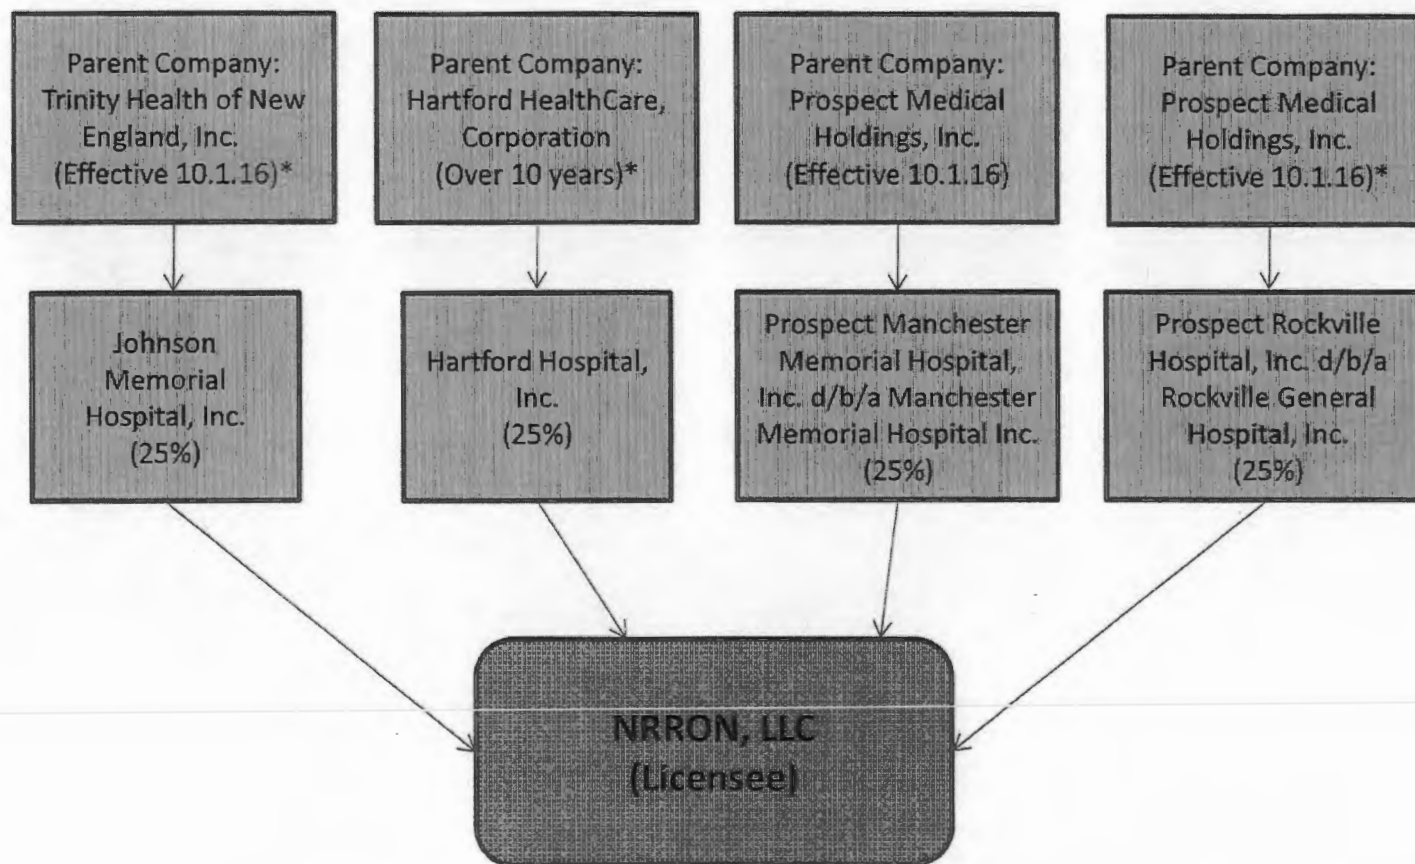 Parent Company:
Trinity Health of New
England, Inc.
(Effective 10.1.16)*
Parent Company:
Hartford HealthCare,
Corporation
(Over 10 years)*
Parent Company:
Prospect Medical
Holdings, Inc.
(Effective 10.1.16)
Parent Company:
Prospect Medical
Holdings, Inc.
(Effective 10.1.16)*
Johnson
Memorial
Hospital, Inc.
(25%)
Hartford Hospital,
Inc.
(25%)
Prospect Manchester
Memorial Hospital,
Inc. d/b/a Manchester
Memorial Hospital Inc.
(25%)
Prospect Rockville
Hospital, Inc. d/b/a
Rockville General
Hospital, Inc.
(25%)
NRRON, LLC
(Licensee)